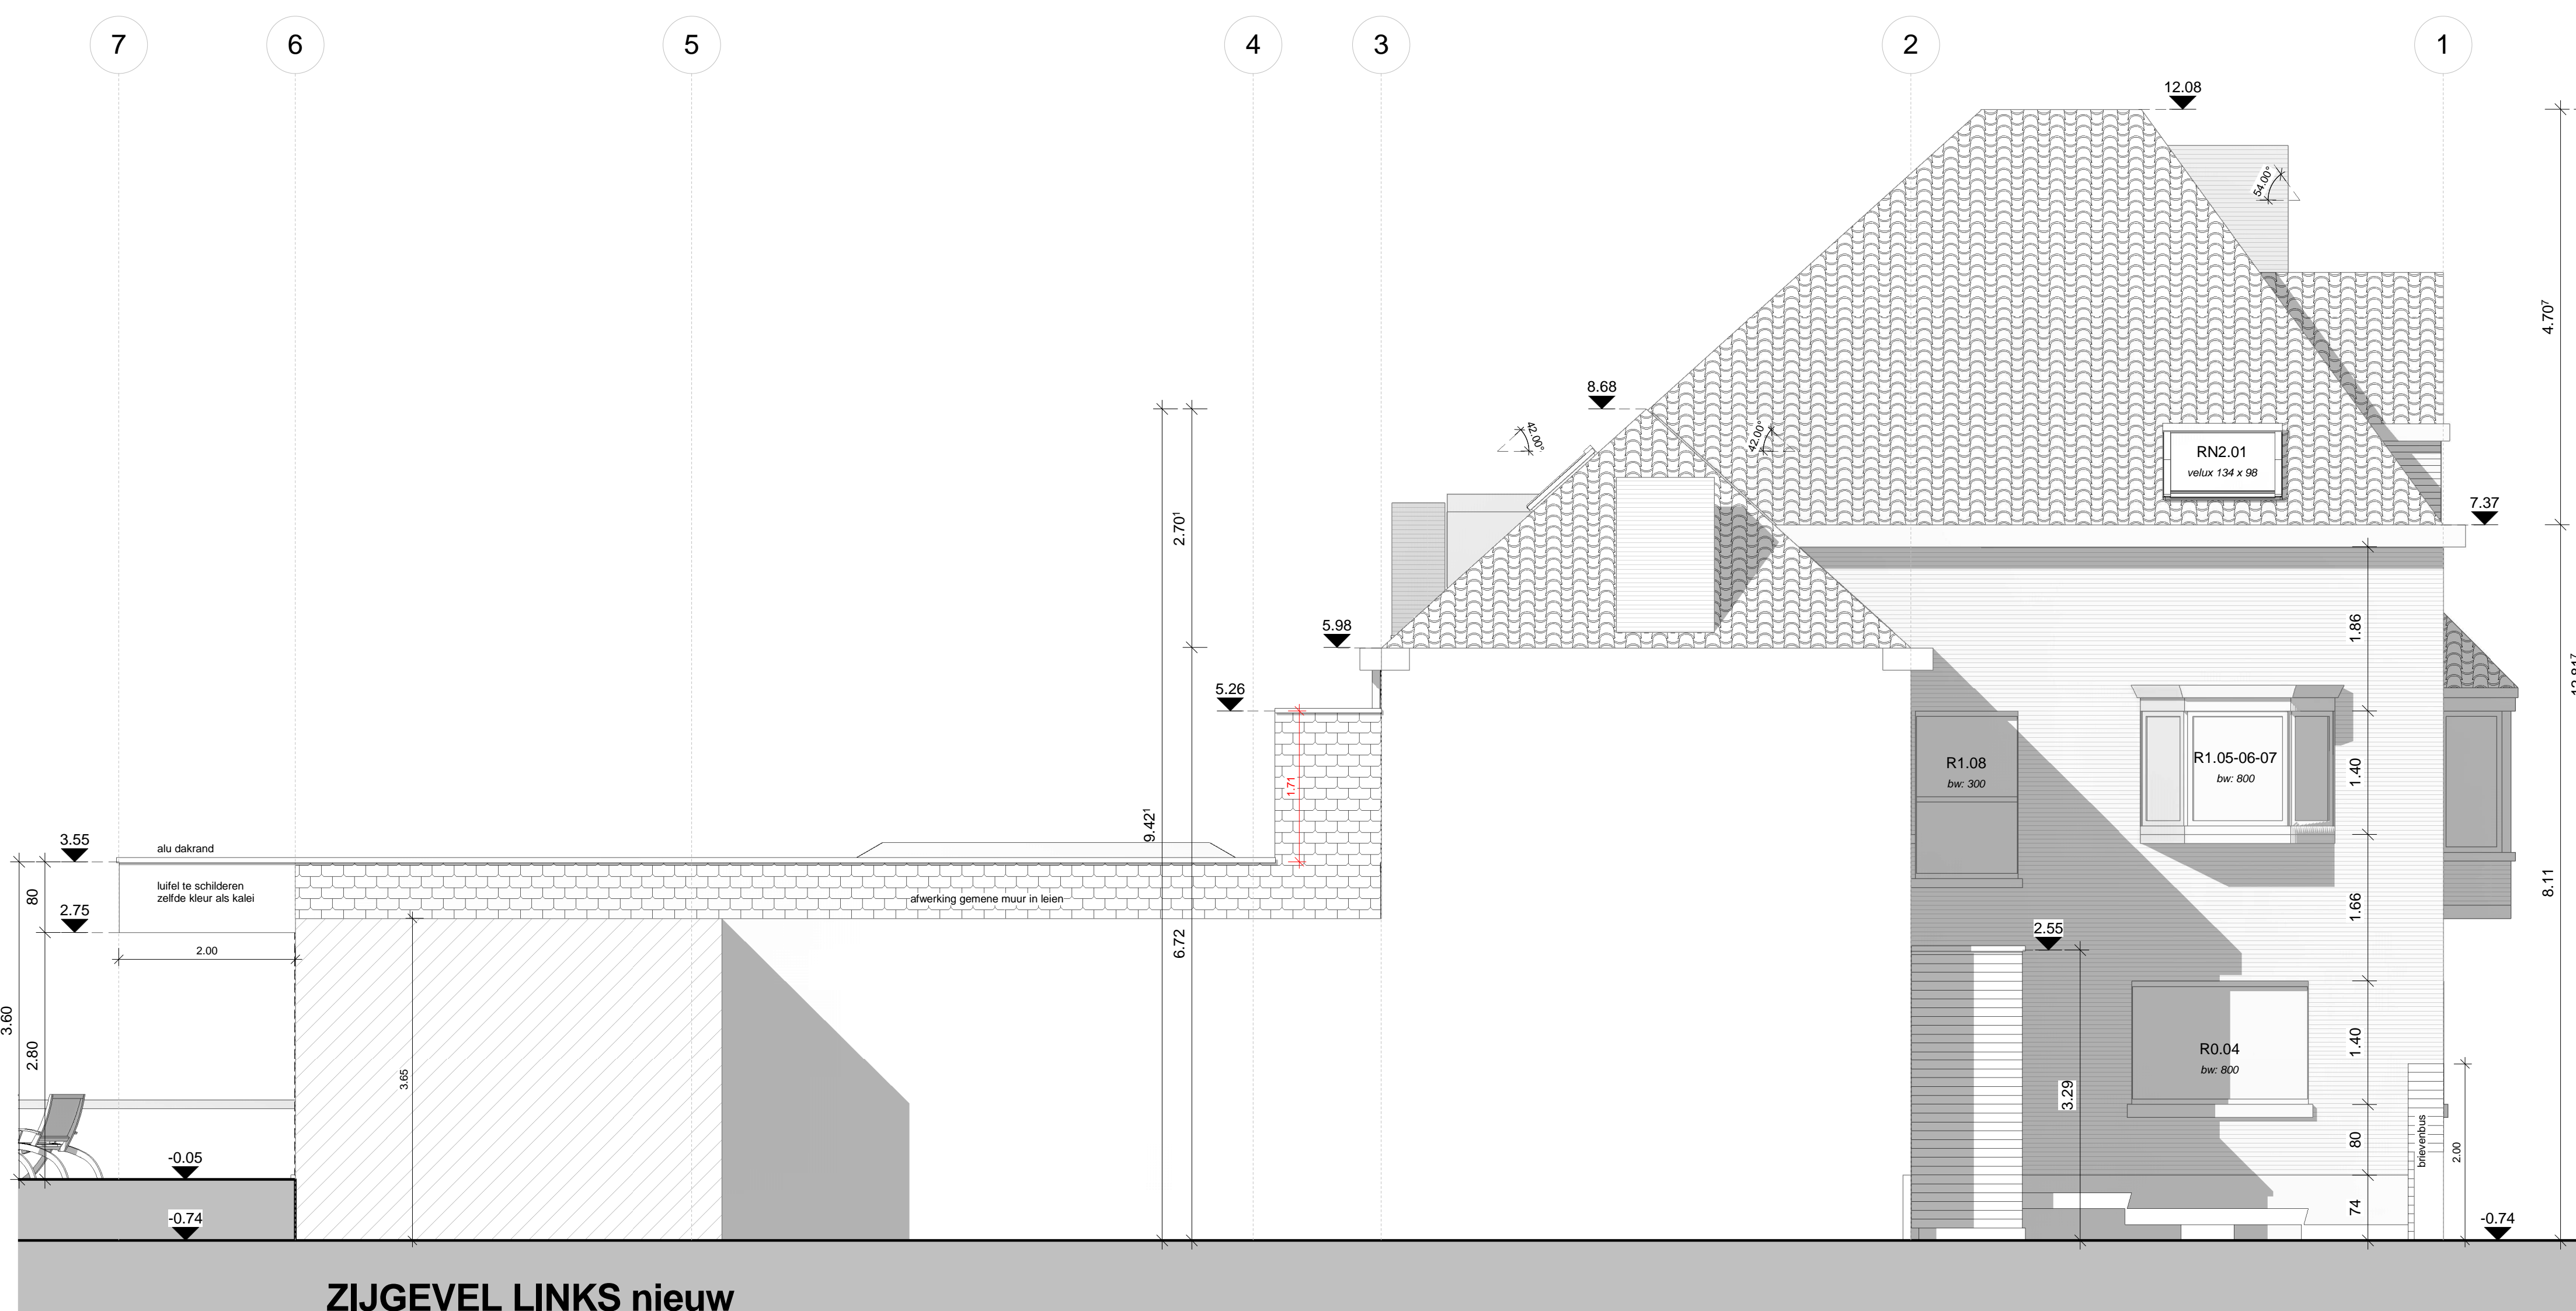 7
6
5
4
3
2
1
12.08
54.00°
4.70⁷
8.68
42.00°
42.00°
RN2.01
velux 134 x 98
7.37
2.70¹
5.98
1.86
5.26
R1.08
bw: 300
R1.05-06-07
bw: 800
1.40
1.71
9.42¹
3.55
alu dakrand
80
luifel te schilderen
zelfde kleur als kalei
afwerking gemene muur in leien
8.11
1.66
2.75
2.00
6.72
2.55
3.60
2.80
3.65
3.29
R0.04
bw: 800
1.40
80
brievenbus
2.00
-0.05
-0.74
74
-0.74
ZIJGEVEL LINKS nieuw